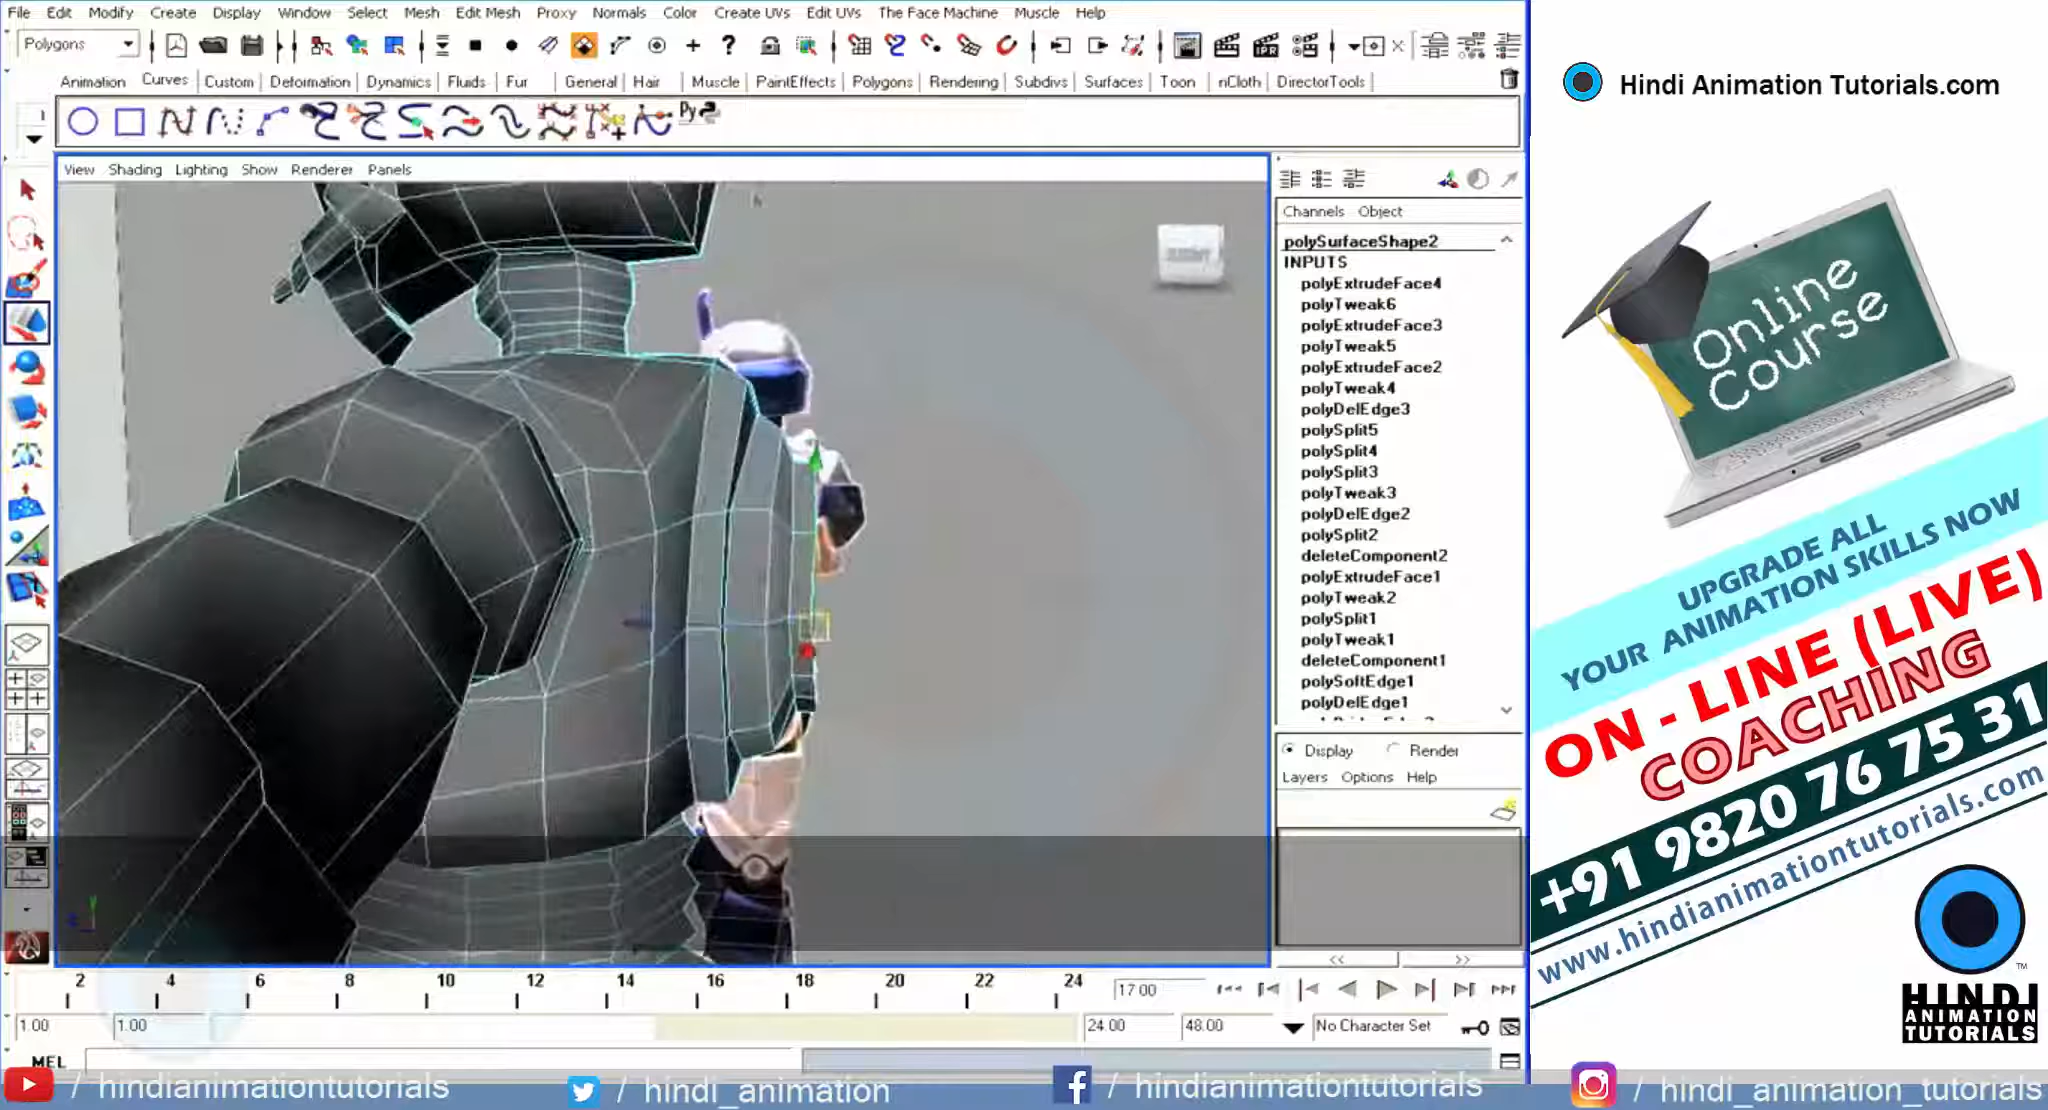 File Edit Modify Create Display Window Select Mesh Edit Mesh Proxy Normals Color Create UVs Edit UVs The Face Machine Muscle Help
Polygons
IPR
Animation Curves Custom Deformation Dynamics Fluids Fur General Hair Muscle PaintEffects Polygons Rendering Subdivs Surfaces Toon nCloth DirectorTools
Py
View Shading Lighting Show Renderer Panels
Channels Object
polySurfaceShape2
INPUTS
polyExtrudeFace4
polyTweak6
polyExtrudeFace3
polyTweak5
polyExtrudeFace2
polyTweak4
polyDelEdge3
polySplit5
polySplit4
polySplit3
polyTweak3
polyDelEdge2
polySplit2
deleteComponent2
polyExtrudeFace1
polyTweak2
polySplit1
polyTweak1
deleteComponent1
polySoftEdge1
polyDelEdge1
Display Render
Layers Options Help
<< >>
2 4 6 8 10 12 14 16 18 20 22 24
17.00
1.00 1.00 24.00 48.00 No Character Set
MEL
/ hindianimationtutorials / hindi_animation / hindianimationtutorials / hindi_animation_tutorials
Hindi Animation Tutorials.com
Online
Course
UPGRADE ALL
YOUR ANIMATION SKILLS NOW
ON - LINE (LIVE)
COACHING
+91 9820 76 75 31
www.hindianimationtutorials.com
TM
HINDI
ANIMATION
TUTORIALS